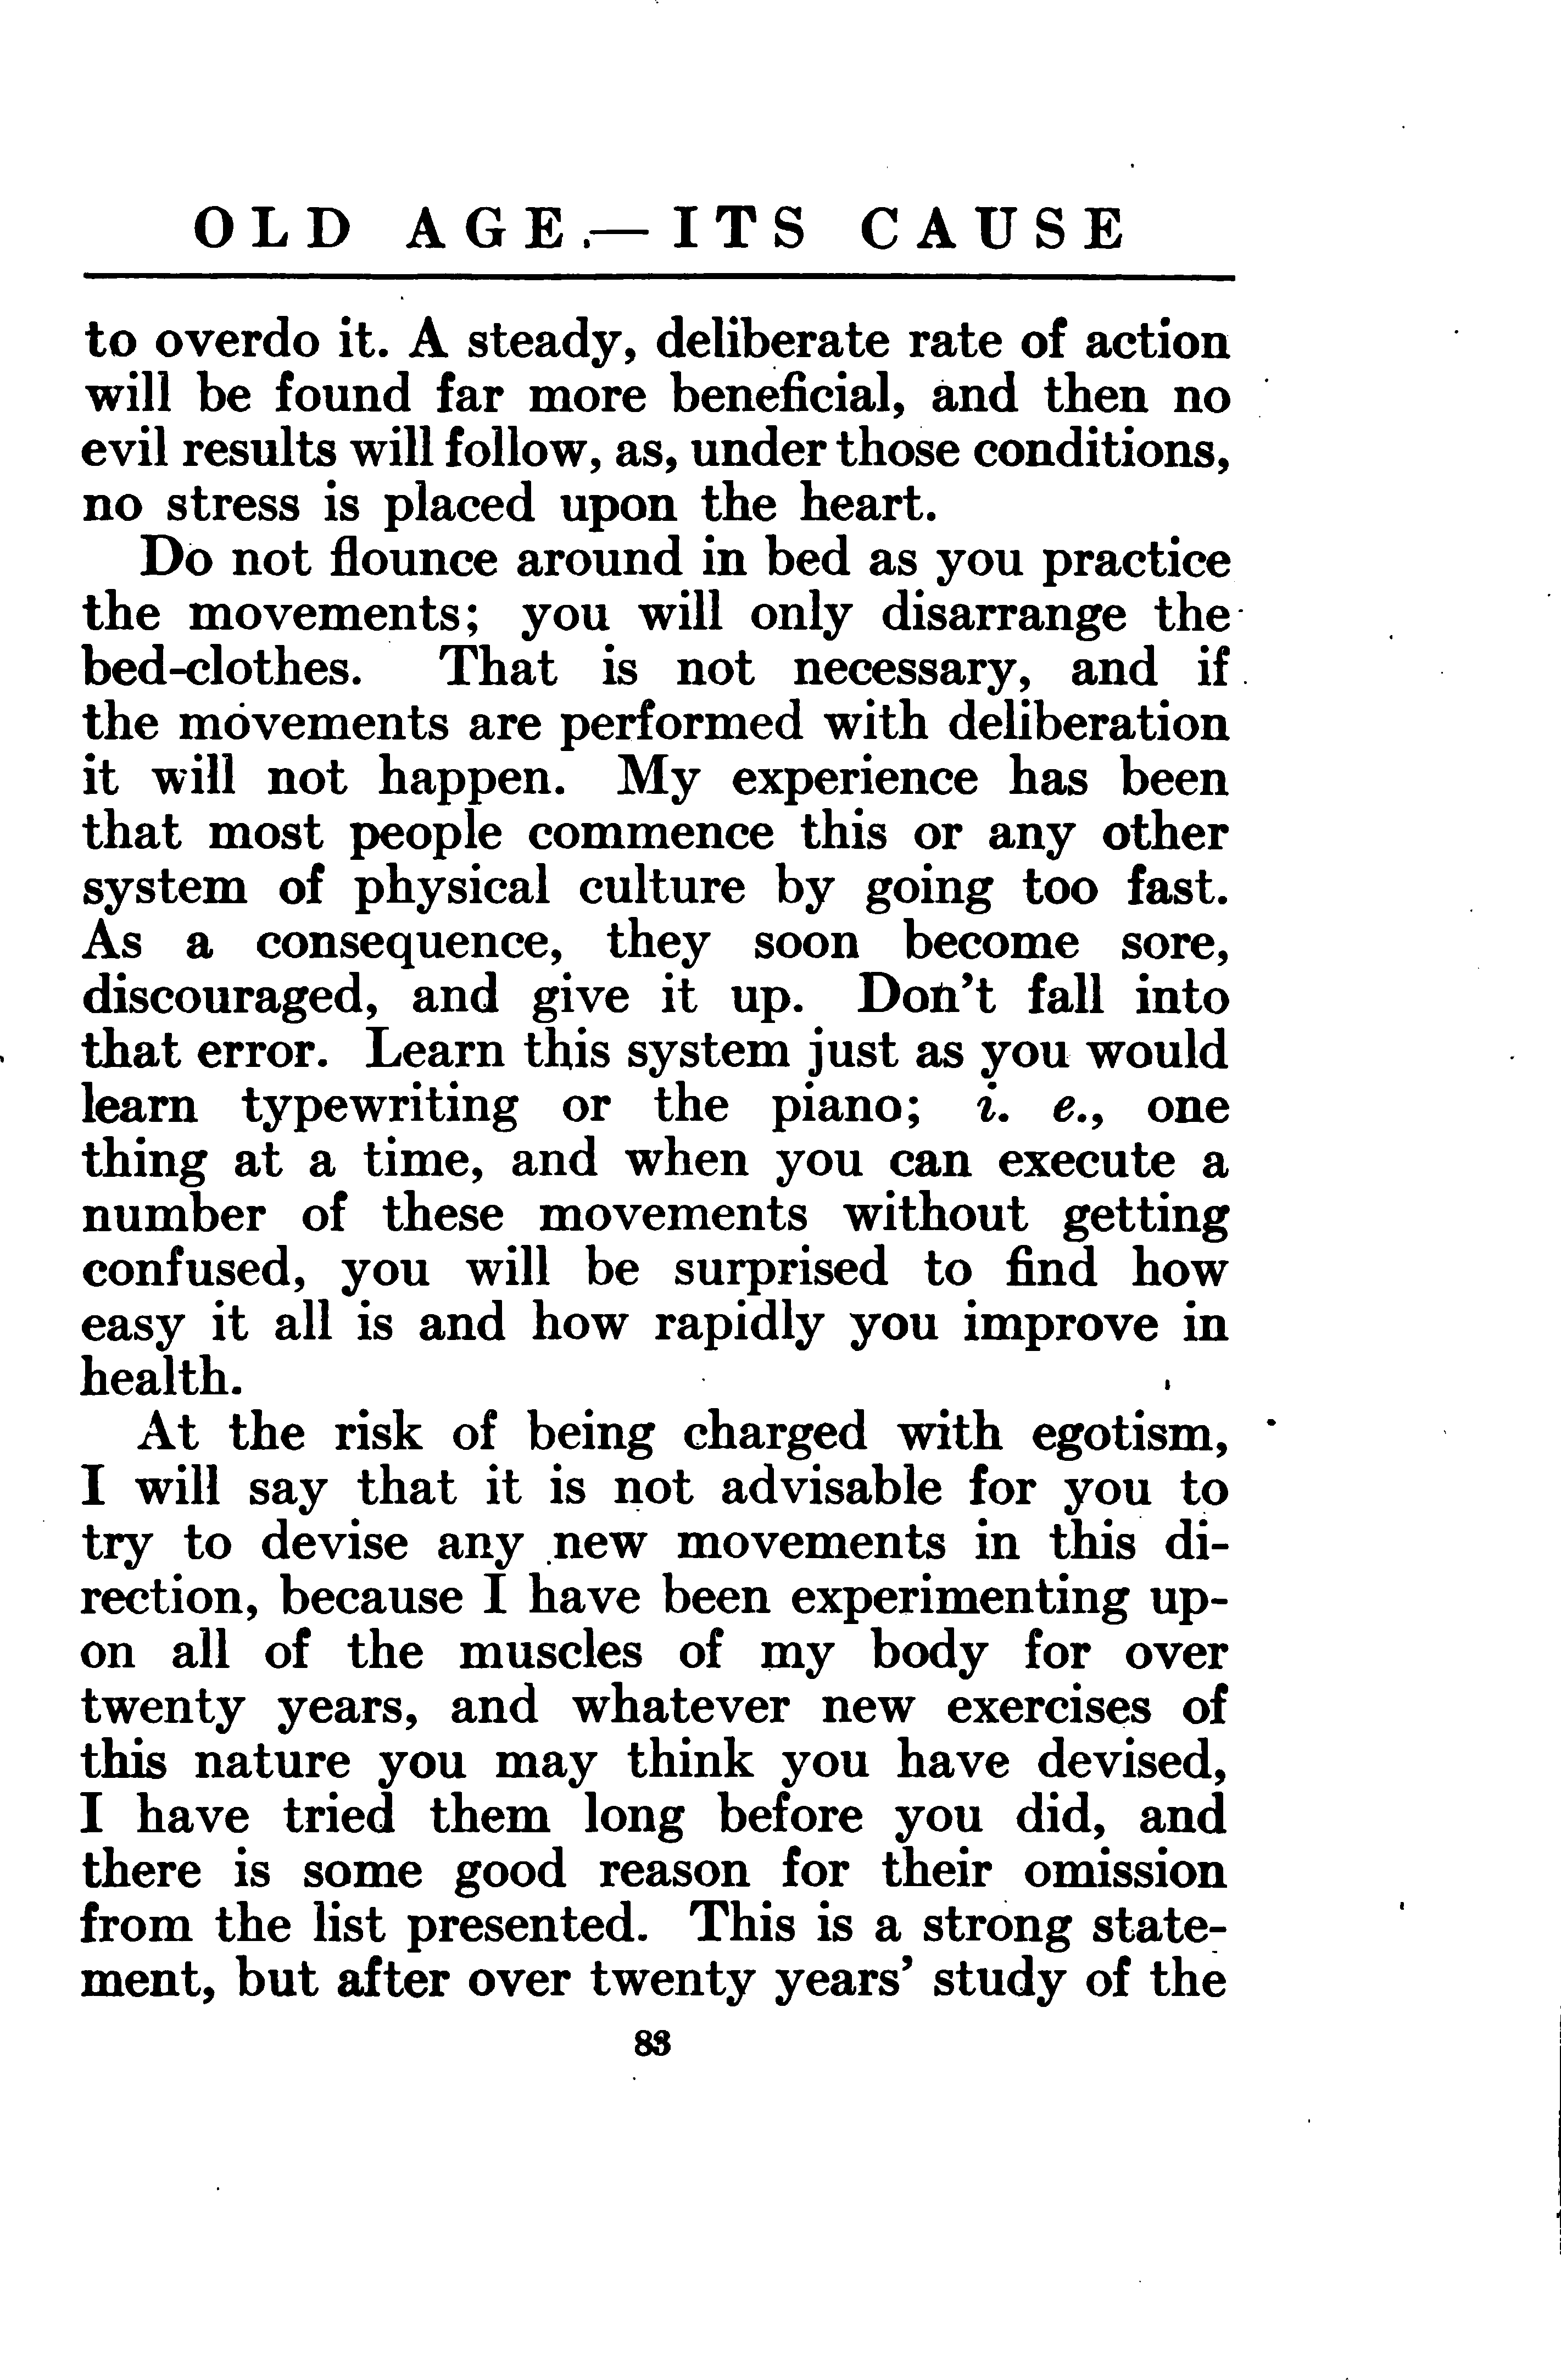 OLD AGE.—ITS CAUSE
to overdo it. A steady, deliberate rate of action
will be found far more beneficial, and then no
evil results will follow, as, under those conditions,
no stress is placed upon the heart.
Do not flounce around in bed as you practice
the movements; you will only disarrange the
bed-clothes. That is not necessary, and if
the movements are performed with deliberation
it will not happen. My experience has been
that most people commence this or any other
system of physical culture by going too fast.
As a consequence, they soon become sore,
discouraged, and give it up. Don't fall into
that error. Learn this system just as you would
learn typewriting or the piano; i. e., one
thing at a time, and when you can execute a
number of these movements without getting
confused, you will be surprised to find how
easy it all is and how rapidly you improve in
health.
At the risk of being charged with egotism,
I will say that it is not advisable for you to
try to devise any new movements in this di-
rection, because I have been experimenting up-
on all of the muscles of my body for over
twenty years, and whatever new exercises of
this nature you may think you have devised,
I have tried them long before you did, and
there is some good reason for their omission
from the list presented. This is a strong state-
ment, but after over twenty years' study of the
83